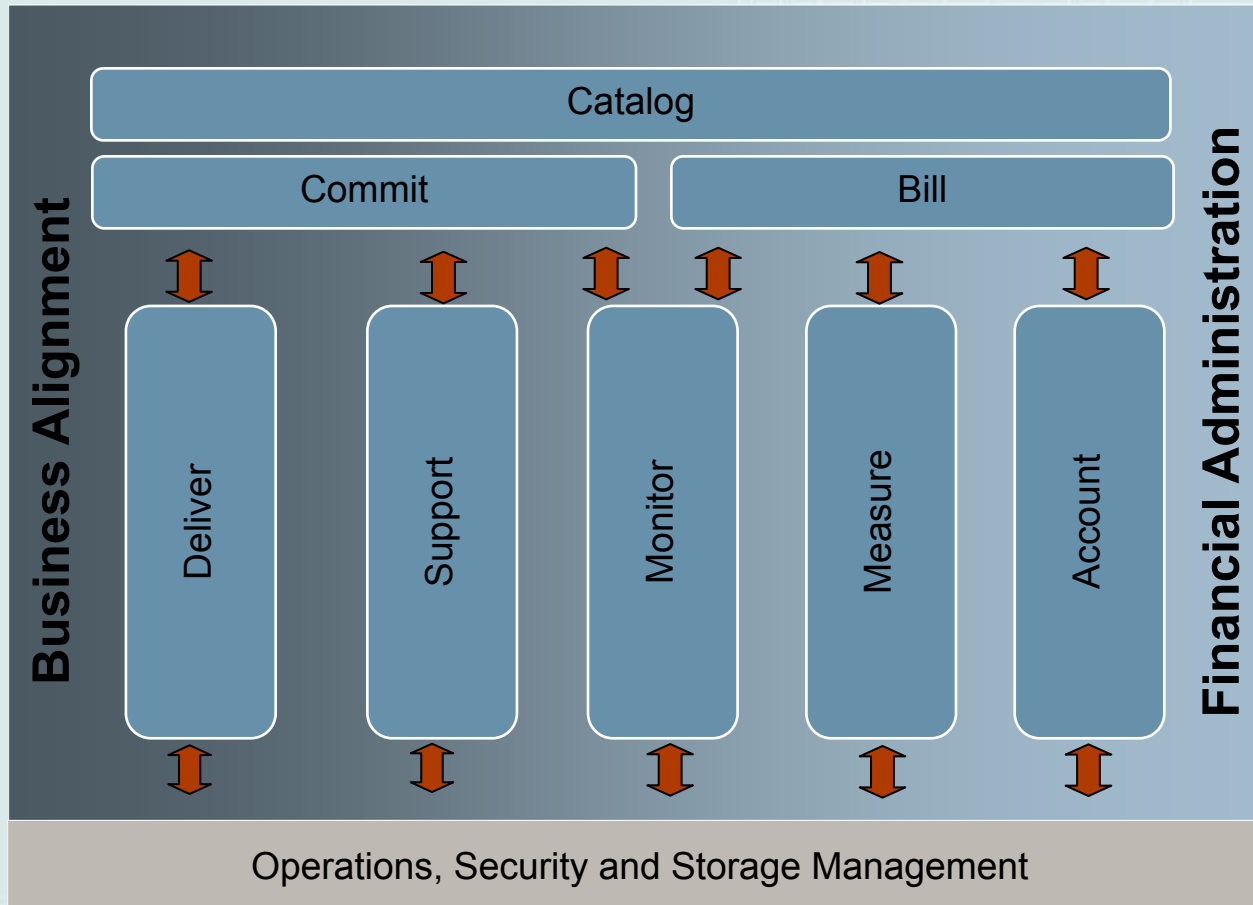 Catalog
Commit
Bill
Business Alignment
Deliver
Support
Monitor
Measure
Account
Financial Administration
Operations, Security and Storage Management